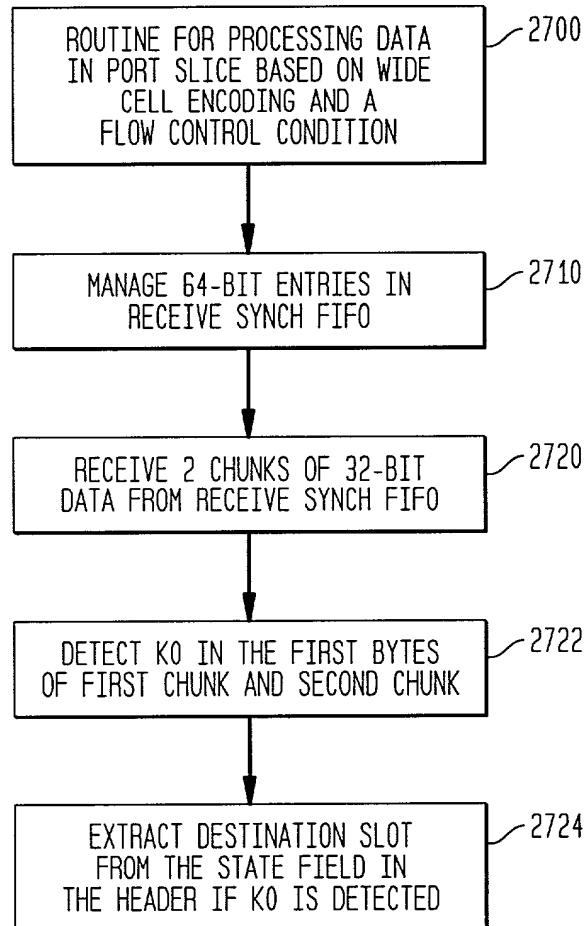 ROUTINE FOR PROCESSING DATA
IN PORT SLICE BASED ON WIDE
CELL ENCODING AND A
FLOW CONTROL CONDITION
2700
MANAGE 64-BIT ENTRIES IN
RECEIVE SYNCH FIFO
2710
RECEIVE 2 CHUNKS OF 32-BIT
DATA FROM RECEIVE SYNCH FIFO
2720
DETECT K0 IN THE FIRST BYTES
OF FIRST CHUNK AND SECOND CHUNK
2722
EXTRACT DESTINATION SLOT
FROM THE STATE FIELD IN
THE HEADER IF K0 IS DETECTED
2724